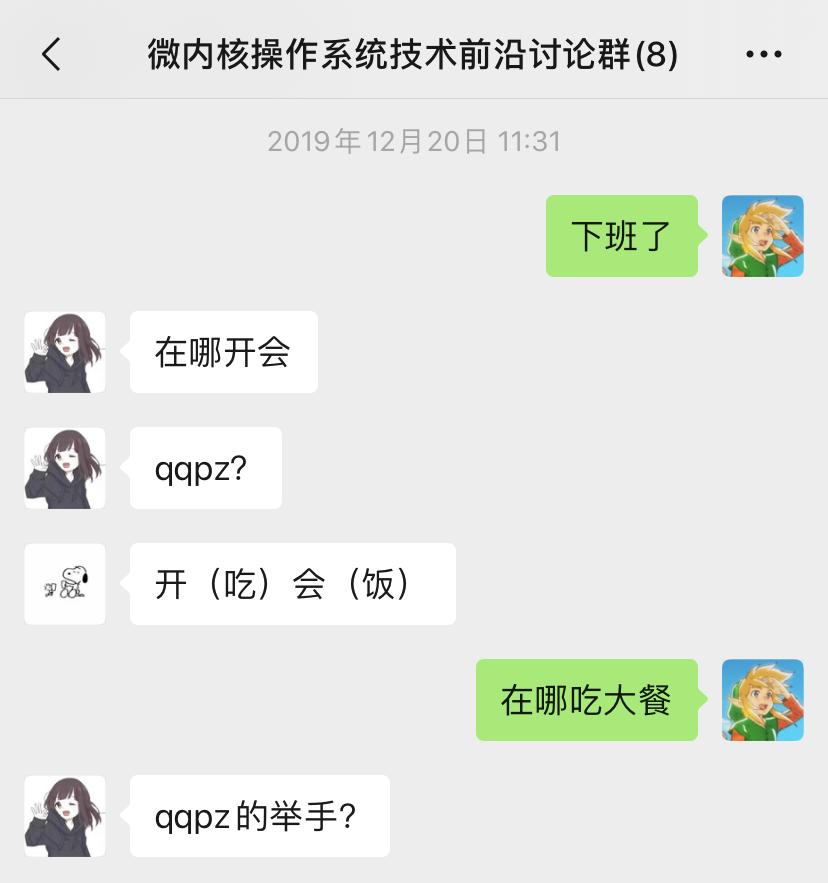 微内核操作系统技术前沿讨论群(8)
2019年12月20日 11:31
下班了
在哪开会
qqpz?
开（吃）会（饭）
在哪吃大餐
qqpz的举手?